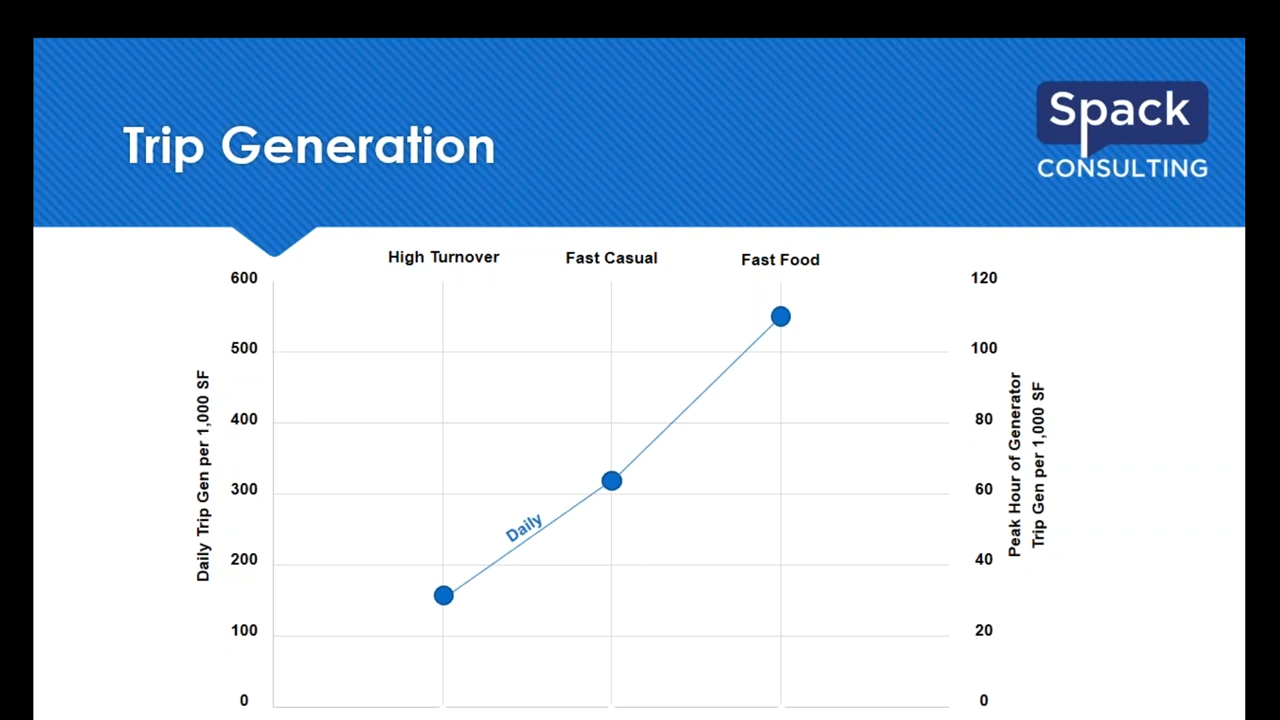 Trip Generation
Spack
CONSULTING
High Turnover
Fast Casual
Fast Food
600
500
400
300
200
100
0
Daily Trip Gen per 1,000 SF
Daily
120
100
80
60
40
20
0
Peak Hour of Generator
Trip Gen per 1,000 SF